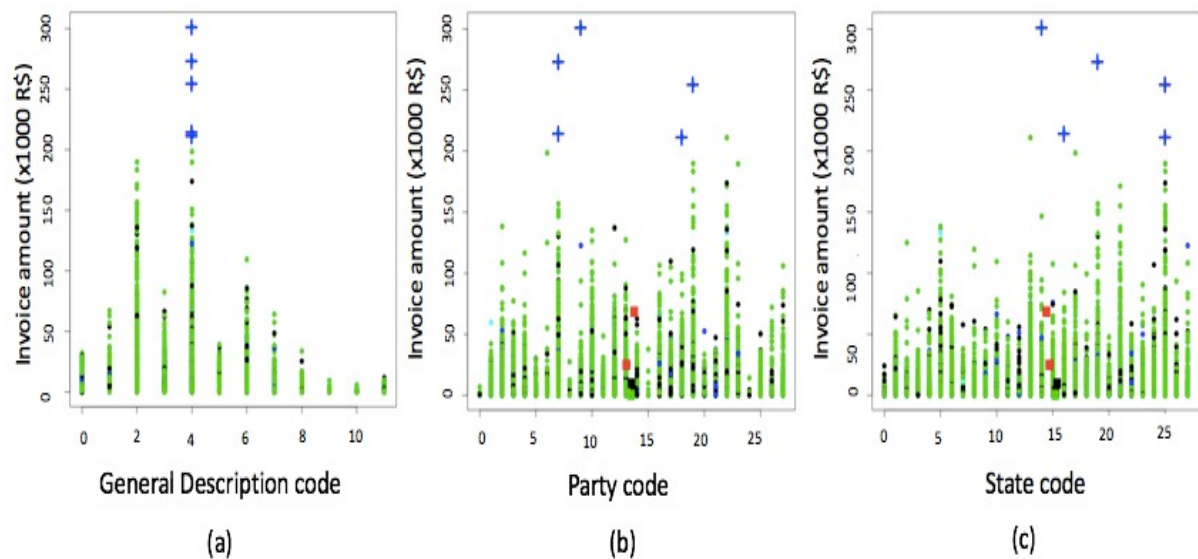 Invoice amount (x1000 R$)
300
250
200
150
100
50
0
0 2 4 6 8 10
General Description code
(a)
Invoice amount (x1000 R$)
300
250
200
150
100
50
0
0 5 10 15 20 25
Party code
(b)
Invoice amount (x1000 R$)
300
250
200
150
100
50
0
0 5 10 15 20 25
State code
(c)